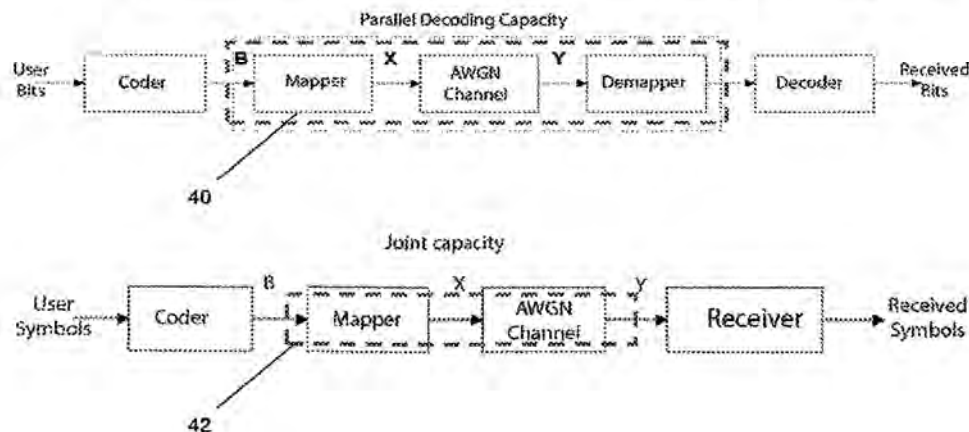 Parallel Decoding Capacity
User Bits
Coder
B
Mapper
X
AWGN Channel
Y
Demapper
Decoder
Received Bits
40
Joint capacity
User Symbols
Coder
B
Mapper
X
AWGN Channel
Y
Receiver
Received Symbols
42